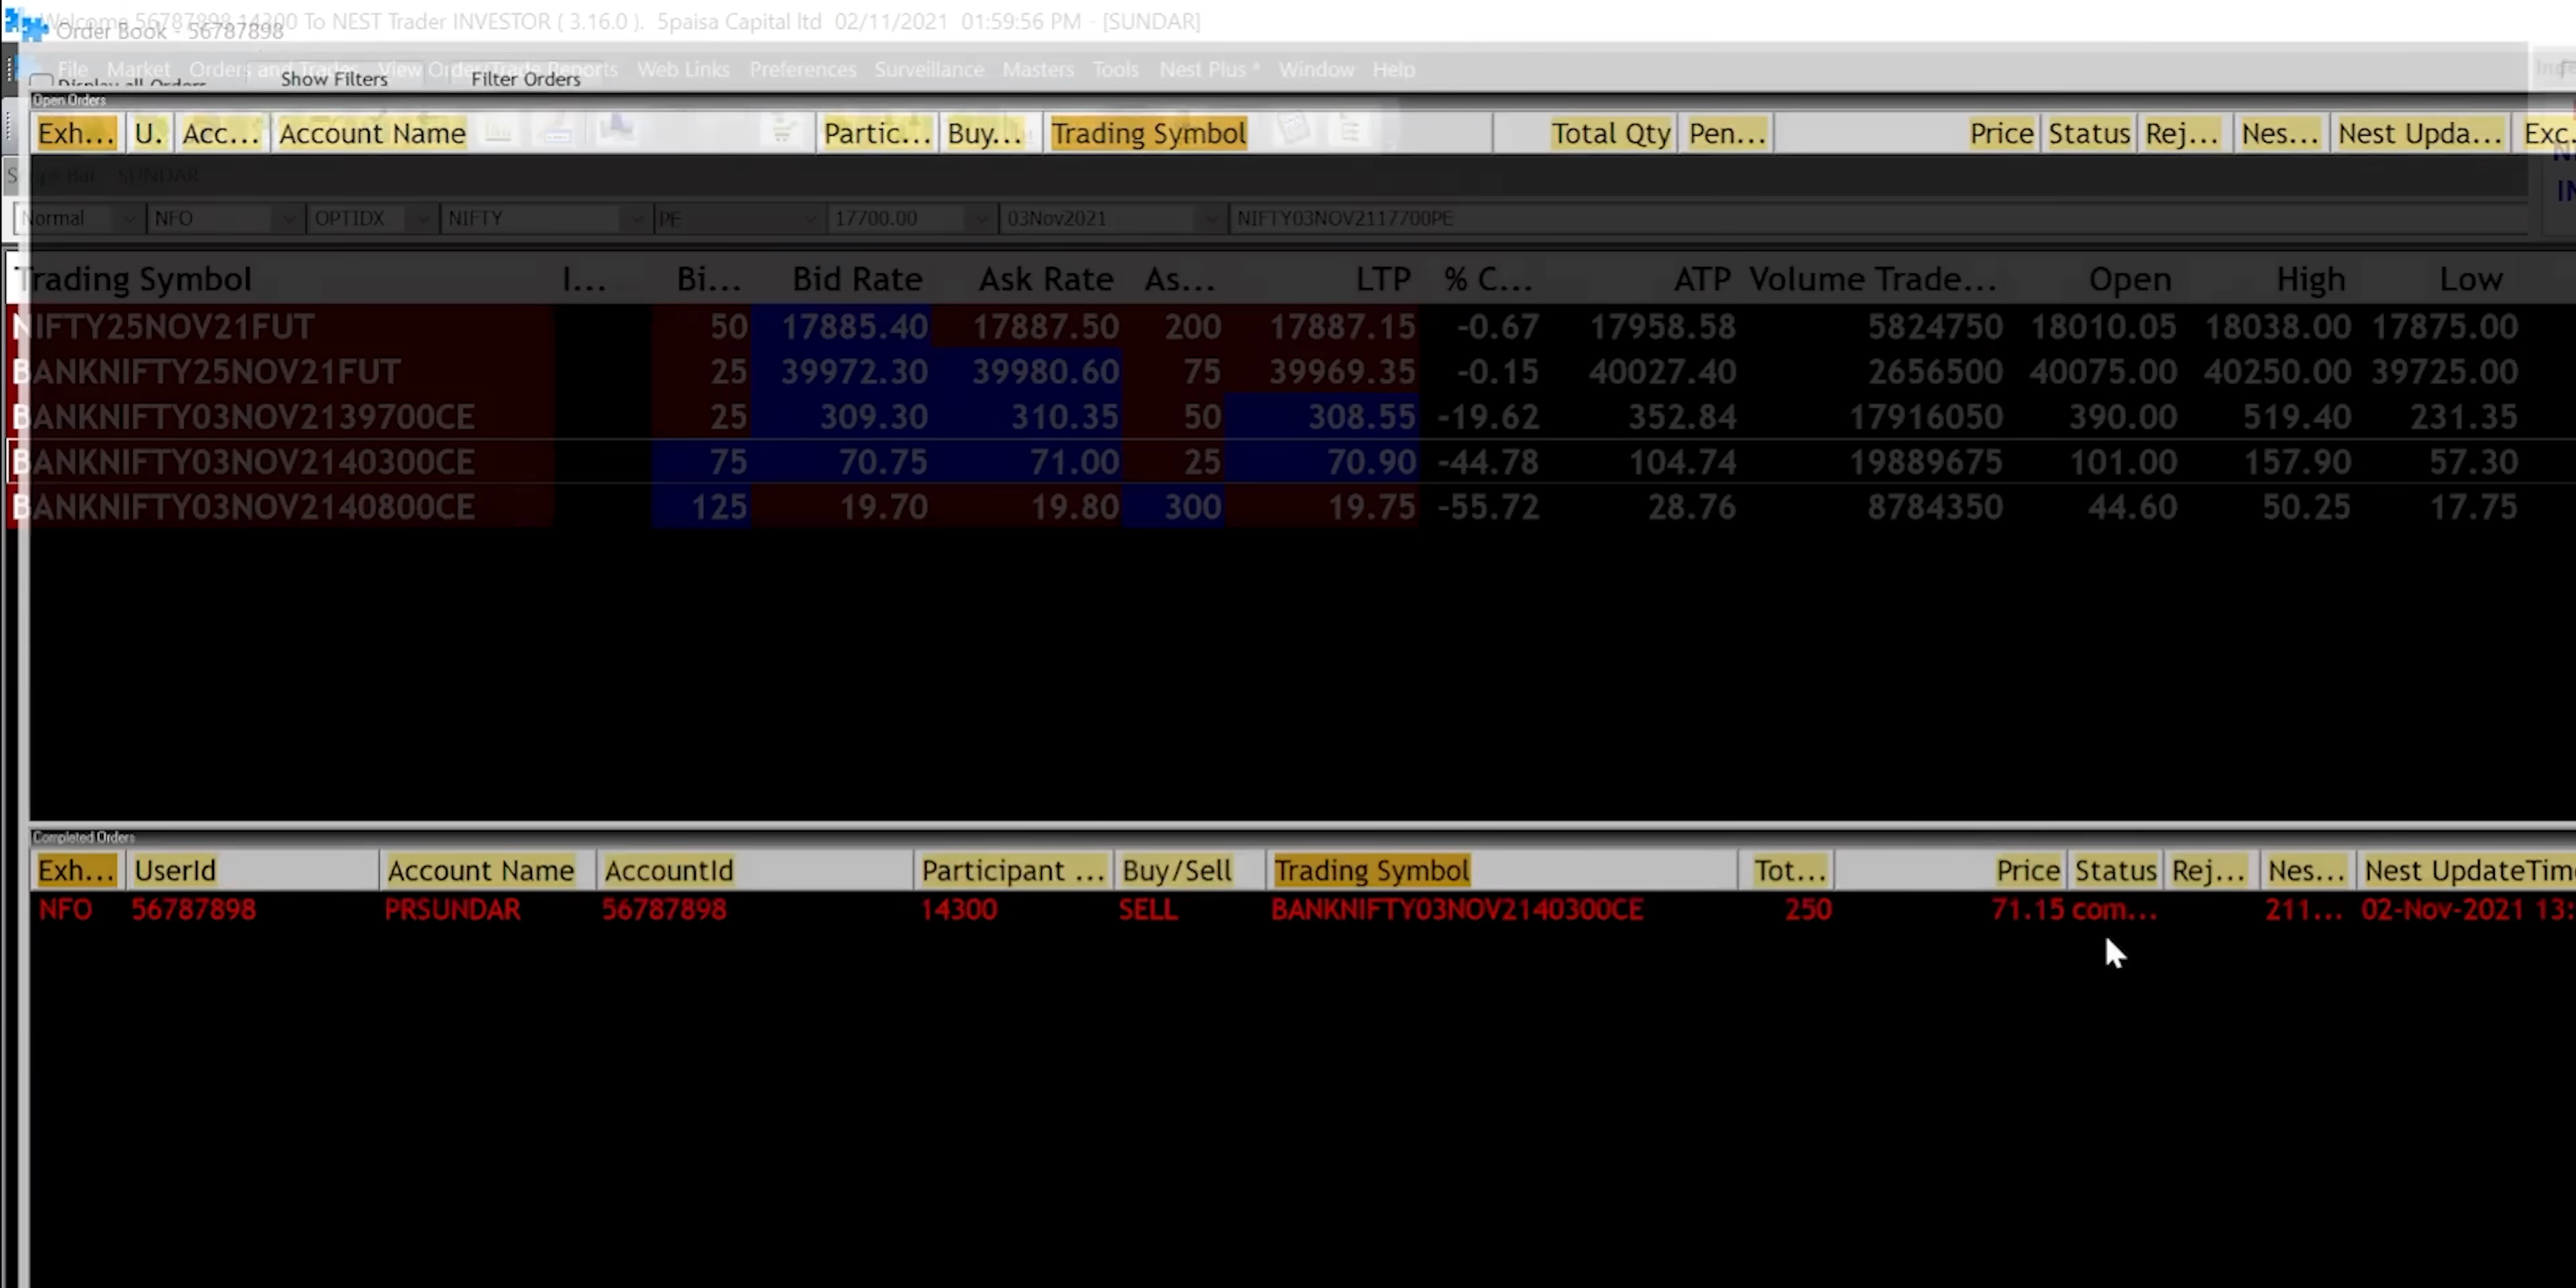 Welcome 56787898 14300 To NEST Trader INVESTOR ( 3.16.0 ). 5paisa Capital ltd 02/11/2021 01:59:56 PM - [SUNDAR]
Order Book - 56787898
File Market Orders and Trades View Order/Trade Reports Web Links Preferences Surveillance Masters Tools Nest Plus * Window Help
Display all Orders Show Filters Filter Orders
Open Orders
Exh... U. Acc... Account Name Partic... Buy... Trading Symbol Total Qty Pen... Price Status Rej... Nes... Nest Upda... Exc.
SUNDAR
Normal NFO OPTIDX NIFTY PE 17700.00 03Nov2021 NIFTY03NOV2117700PE
Trading Symbol I... Bi... Bid Rate Ask Rate As... LTP % C... ATP Volume Trade... Open High Low
NIFTY25NOV21FUT 50 17885.40 17887.50 200 17887.15 -0.67 17958.58 5824750 18010.05 18038.00 17875.00
BANKNIFTY25NOV21FUT 25 39972.30 39980.60 75 39969.35 -0.15 40027.40 2656500 40075.00 40250.00 39725.00
BANKNIFTY03NOV2139700CE 25 309.30 310.35 50 308.55 -19.62 352.84 17916050 390.00 519.40 231.35
BANKNIFTY03NOV2140300CE 75 70.75 71.00 25 70.90 -44.78 104.74 19889675 101.00 157.90 57.30
BANKNIFTY03NOV2140800CE 125 19.70 19.80 300 19.75 -55.72 28.76 8784350 44.60 50.25 17.75
Completed Orders
Exh... UserId Account Name AccountId Participant ... Buy/Sell Trading Symbol Tot... Price Status Rej... Nes... Nest UpdateTim
NFO 56787898 PRSUNDAR 56787898 14300 SELL BANKNIFTY03NOV2140300CE 250 71.15 com... 211... 02-Nov-2021 13: